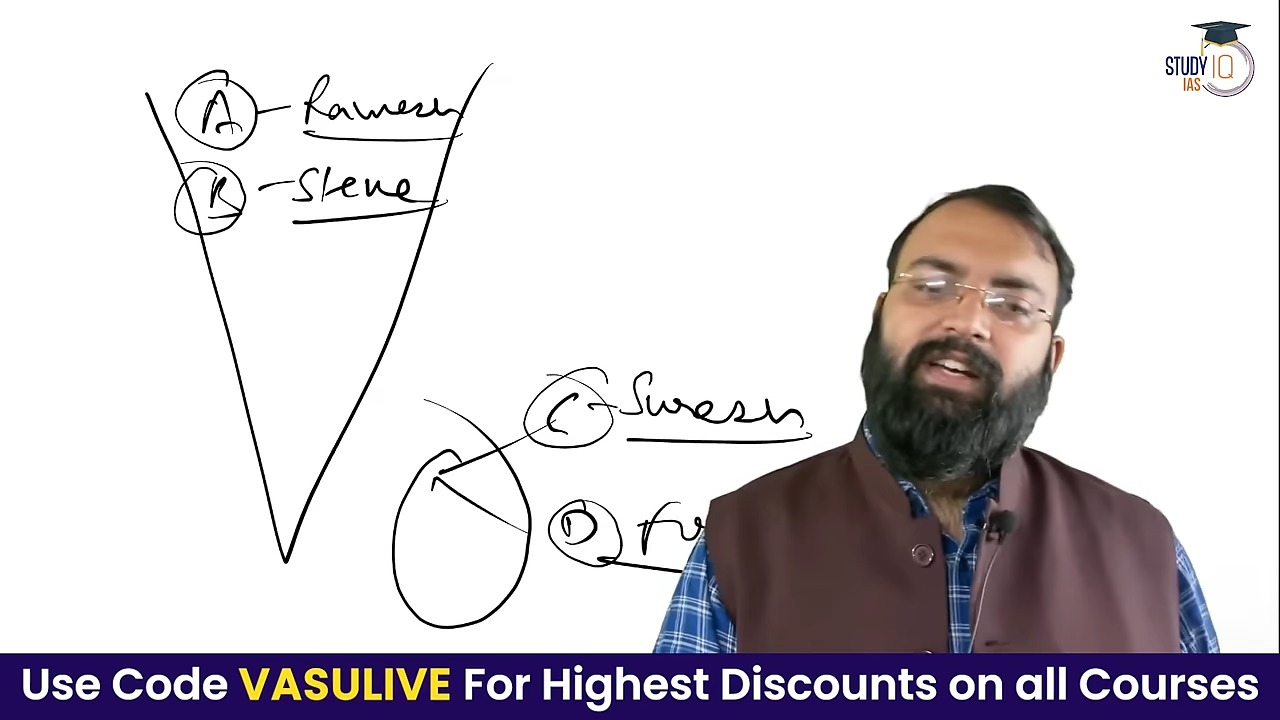 STUDY IQ
IAS
A - Ramesh
B - Steve
C - Suresh
D
Use Code VASULIVE For Highest Discounts on all Courses